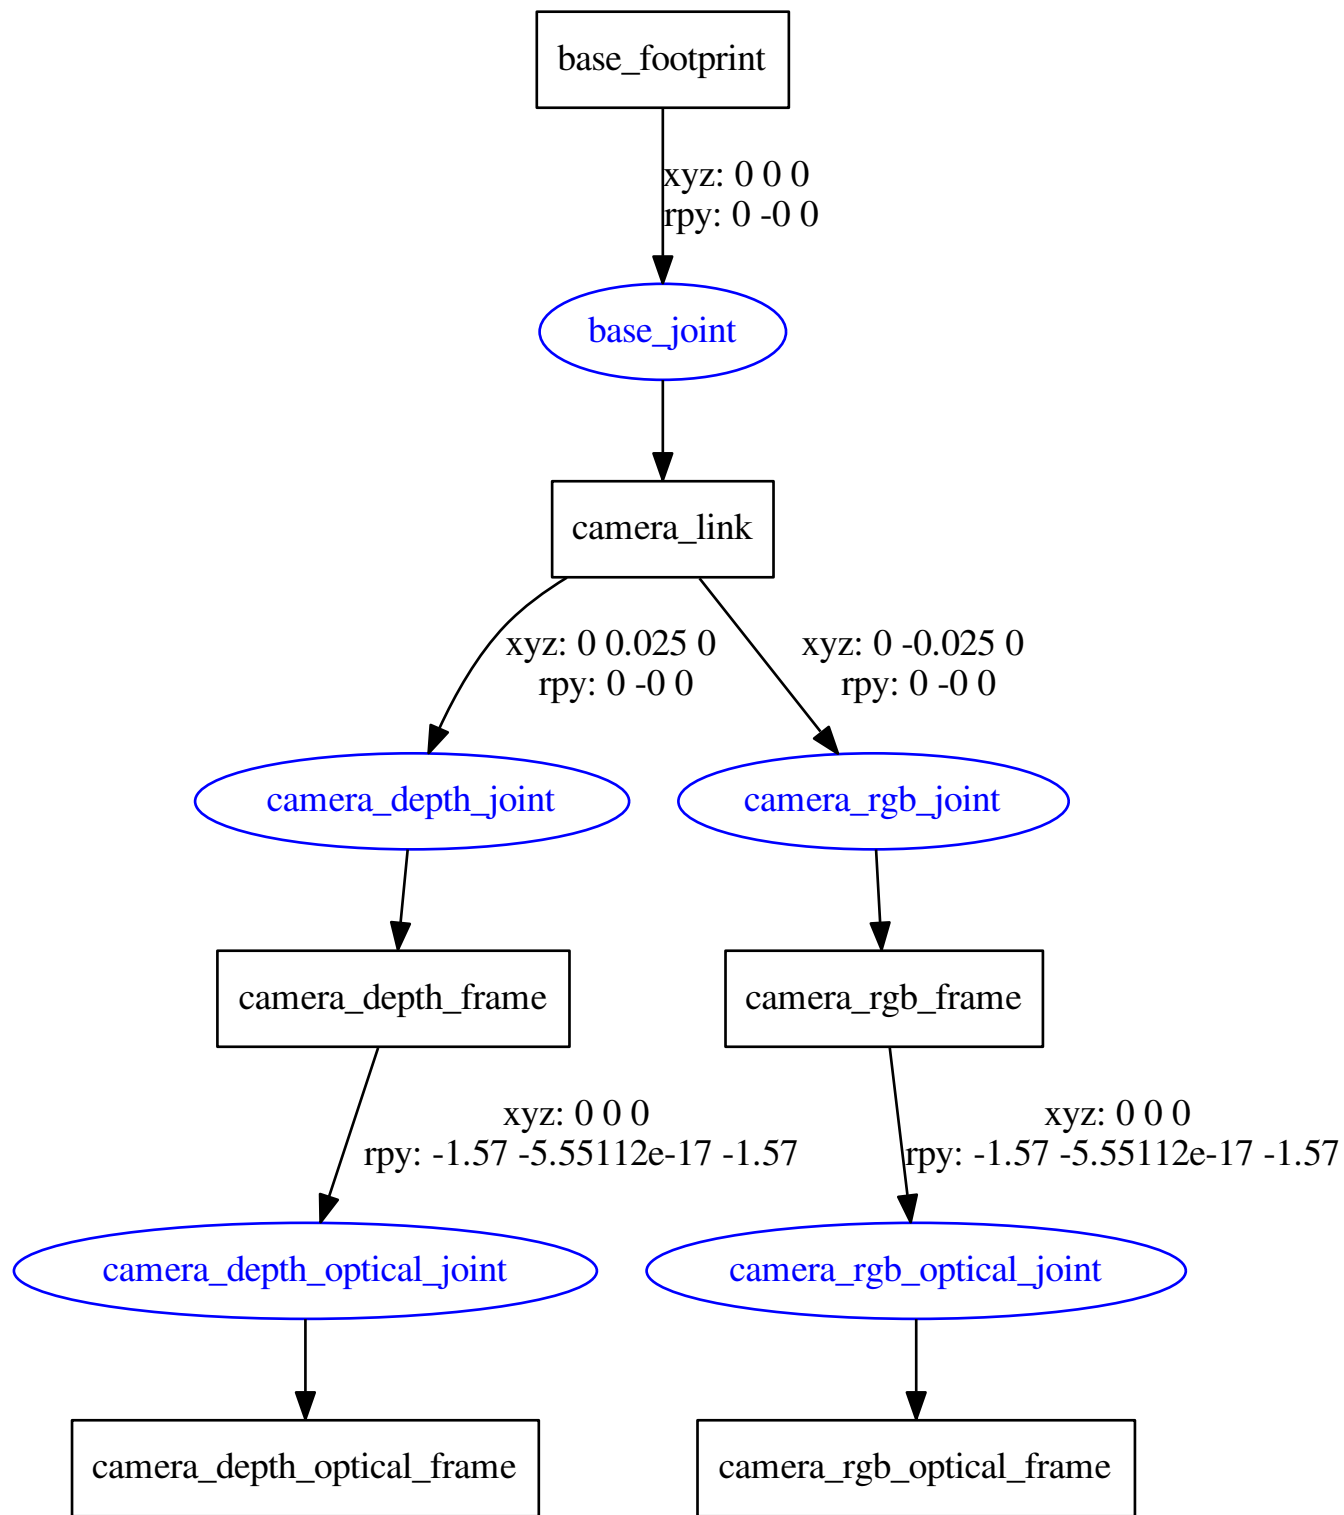 base_footprint
xyz: 0 0 0
rpy: 0 -0 0
base_joint
camera_link
xyz: 0 0.025 0
rpy: 0 -0 0
xyz: 0 -0.025 0
rpy: 0 -0 0
camera_depth_joint
camera_rgb_joint
camera_depth_frame
camera_rgb_frame
xyz: 0 0 0
rpy: -1.57 -5.55112e-17 -1.57
xyz: 0 0 0
rpy: -1.57 -5.55112e-17 -1.57
camera_depth_optical_joint
camera_rgb_optical_joint
camera_depth_optical_frame
camera_rgb_optical_frame